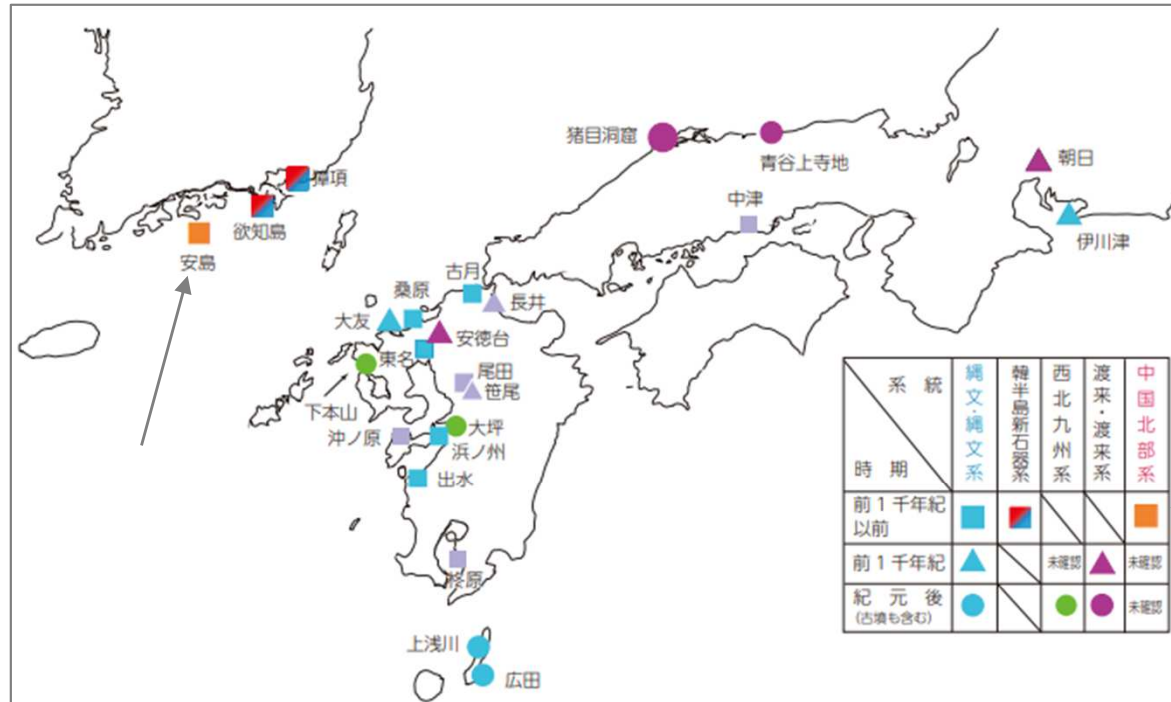 猪目洞窟
青谷上寺地
朝日
伊川津
中津
獐項
欲知島
安島
古月
長井
桑原
大友
安徳台
東名
尾田
笹尾
下本山
沖ノ原
大坪
浜ノ州
出水
柊原
上浅川
広田
系統
時期
縄文・縄文系
韓半島新石器系
西北九州系
渡来・渡来系
中国北部系
前1千年紀以前
前1千年紀
未確認
未確認
紀元後
(古墳も含む)
未確認